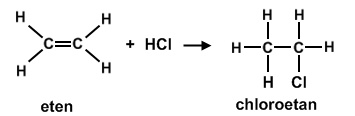 H H H H
C=C + HCl H-C-C-H
H H H Cl
eten chloroetan